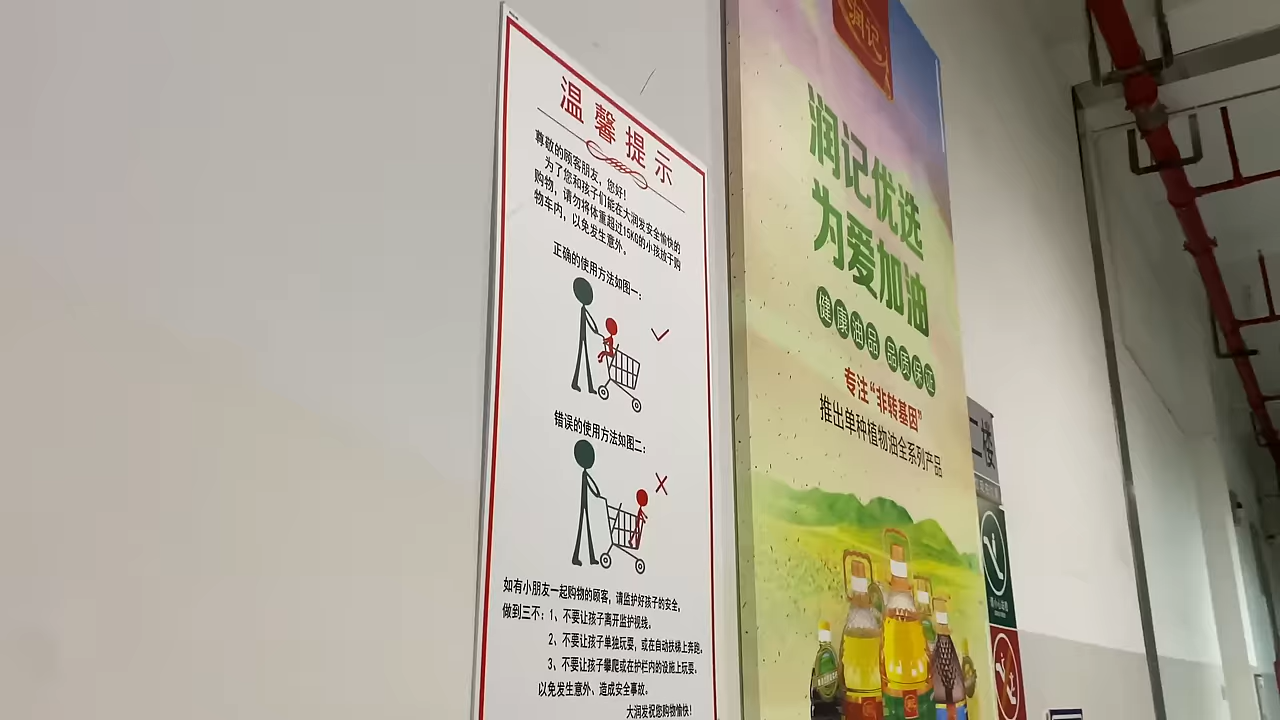 温馨提示
尊敬的顾客朋友，您好！
为了您和孩子们能在大润发安全愉快的
购物，请勿将体重超过15KG的小孩放于购
物车内，以免发生意外。
正确的使用方法如图一：
错误的使用方法如图二：
如有小朋友一起购物的顾客，请监护好孩子的安全，
做到三不：1、不要让孩子离开监护视线。
2、不要让孩子单独玩耍，或在自动扶梯上奔跑。
3、不要让孩子攀爬或在护栏内的设施上玩耍。
以免发生意外、造成安全事故。
大润发祝您购物愉快！
润记
润记优选
为爱加油
健康油品 品质保证
专注“非转基因”
推出单种植物油全系列产品
二楼